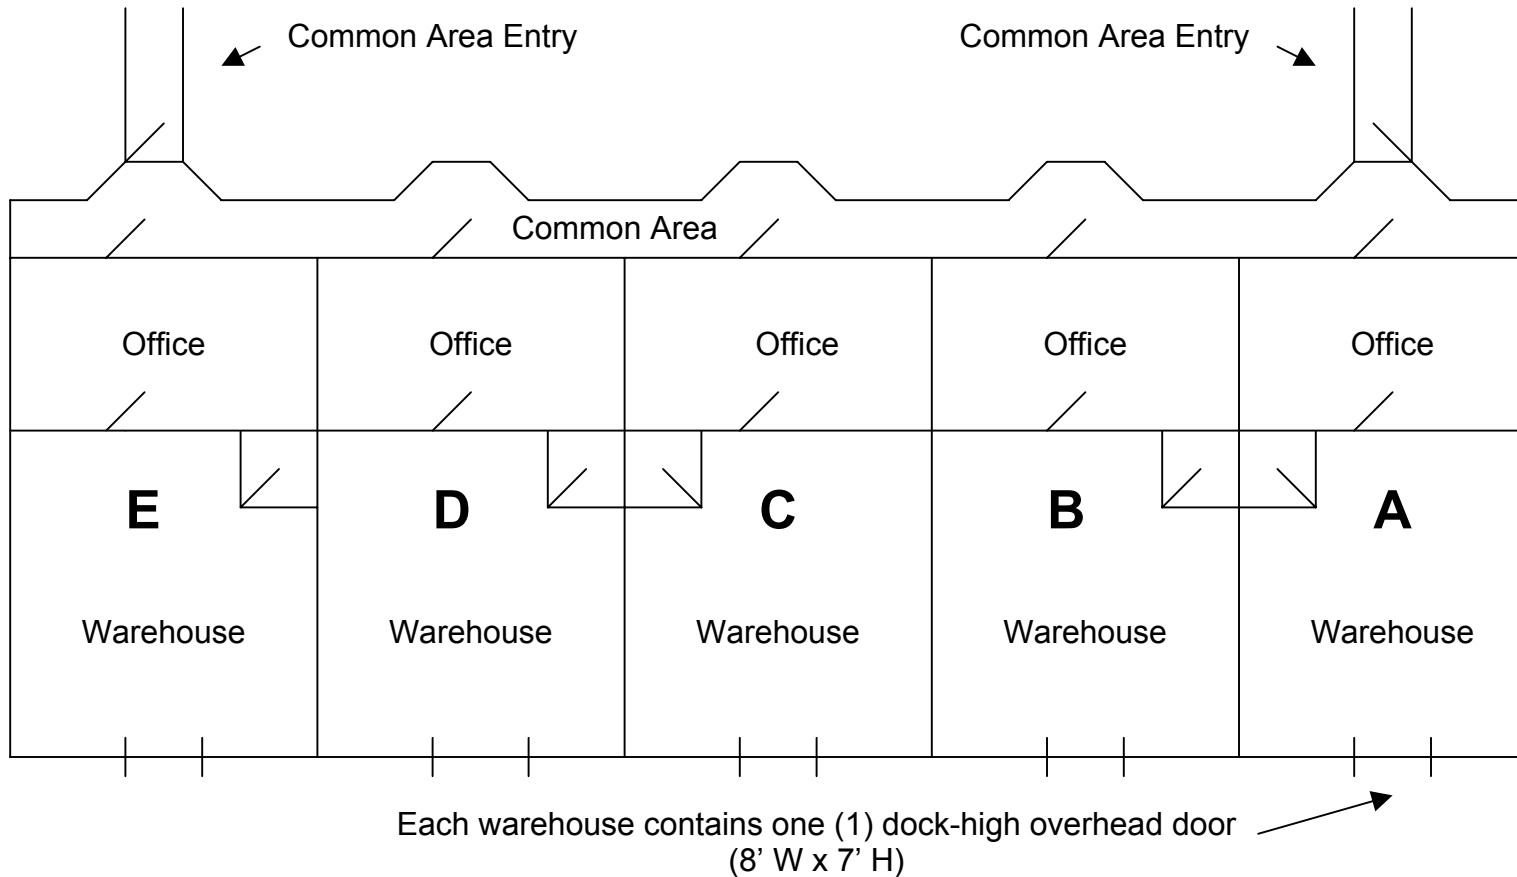 Common Area Entry
Common Area Entry
Common Area
Office
Office
Office
Office
Office
E
D
C
B
A
Warehouse
Warehouse
Warehouse
Warehouse
Warehouse
Each warehouse contains one (1) dock-high overhead door
(8’ W x 7’ H)